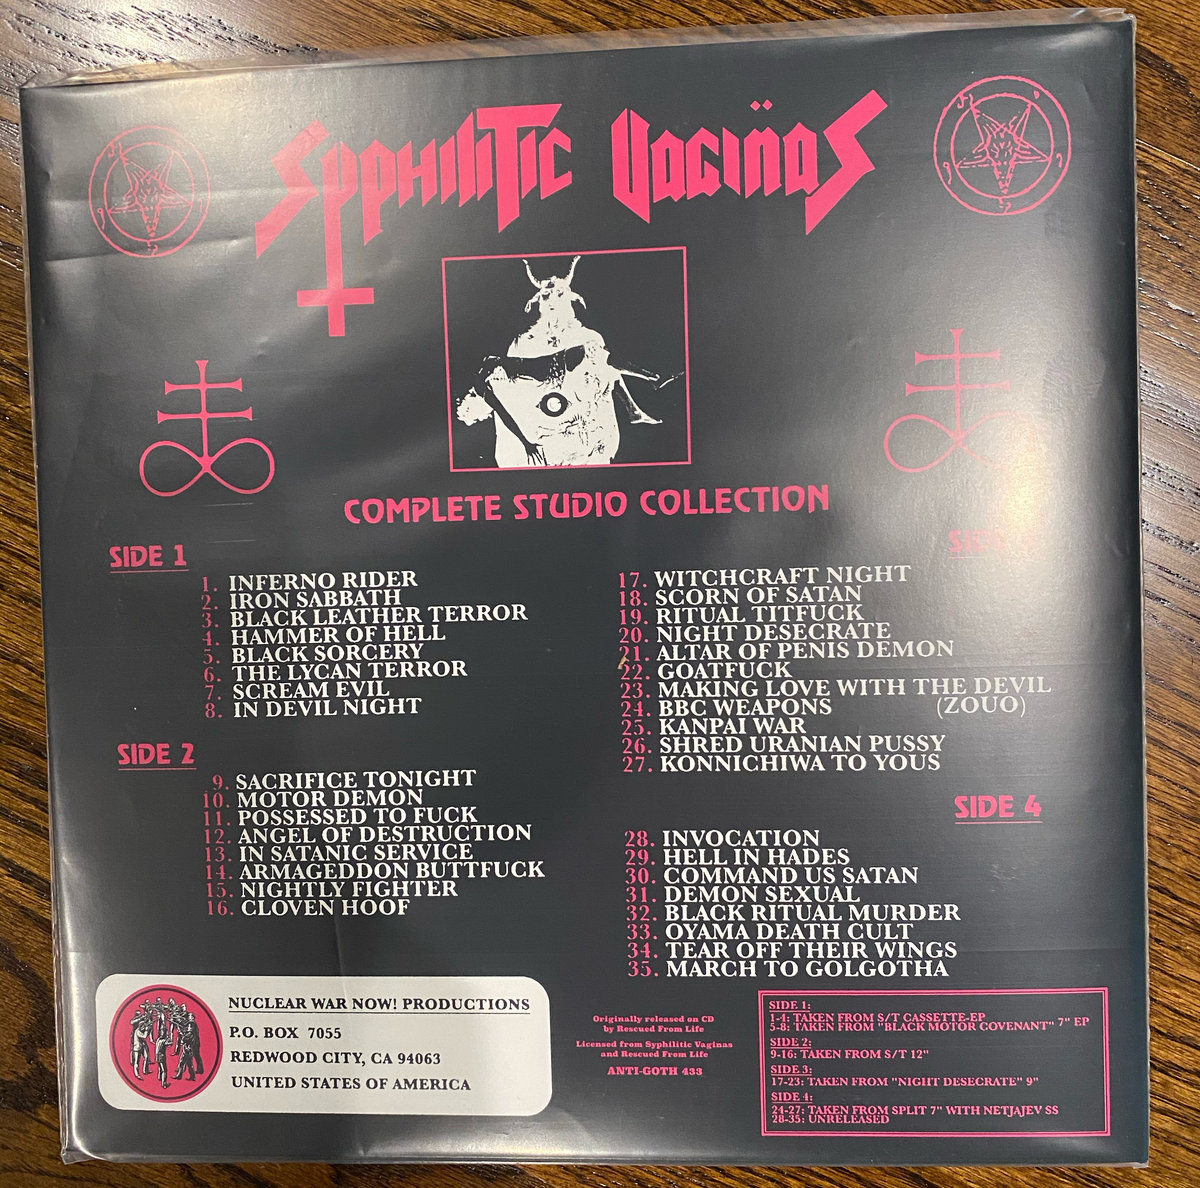 Syphilitic Vagin̈as
COMPLETE STUDIO COLLECTION
SIDE 1
1. INFERNO RIDER
2. IRON SABBATH
3. BLACK LEATHER TERROR
4. HAMMER OF HELL
5. BLACK SORCERY
6. THE LYCAN TERROR
7. SCREAM EVIL
8. IN DEVIL NIGHT
SIDE 2
9. SACRIFICE TONIGHT
10. MOTOR DEMON
11. POSSESSED TO FUCK
12. ANGEL OF DESTRUCTION
13. IN SATANIC SERVICE
14. ARMAGEDDON BUTTFUCK
15. NIGHTLY FIGHTER
16. CLOVEN HOOF
SIDE
17. WITCHCRAFT NIGHT
18. SCORN OF SATAN
19. RITUAL TITFUCK
20. NIGHT DESECRATE
21. ALTAR OF PENIS DEMON
22. GOATFUCK
23. MAKING LOVE WITH THE DEVIL
24. BBC WEAPONS (ZOUO)
25. KANPAI WAR
26. SHRED URANIAN PUSSY
27. KONNICHIWA TO YOUS
SIDE 4
28. INVOCATION
29. HELL IN HADES
30. COMMAND US SATAN
31. DEMON SEXUAL
32. BLACK RITUAL MURDER
33. OYAMA DEATH CULT
34. TEAR OFF THEIR WINGS
35. MARCH TO GOLGOTHA
NUCLEAR WAR NOW! PRODUCTIONS
P.O. BOX 7055
REDWOOD CITY, CA 94063
UNITED STATES OF AMERICA
Originally released on CD
by Rescued From Life
Licensed from Syphilitic Vaginas
and Rescued From Life
ANTI-GOTH 433
SIDE 1:
1-4: TAKEN FROM S/T CASSETTE-EP
5-8: TAKEN FROM "BLACK MOTOR COVENANT" 7" EP
SIDE 2:
9-16: TAKEN FROM S/T 12"
SIDE 3:
17-23: TAKEN FROM "NIGHT DESECRATE" 9"
SIDE 4:
24-27: TAKEN FROM SPLIT 7" WITH NETJAJEV SS
28-35: UNRELEASED